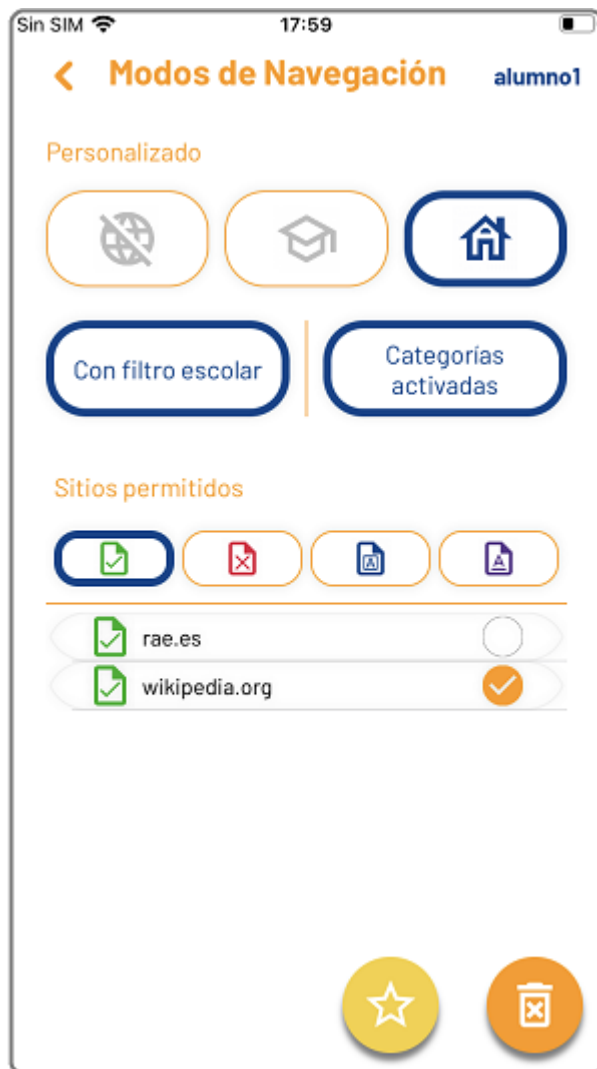 Sin SIM 17:59
Modos de Navegación alumno1
Personalizado
Con filtro escolar
Categorías
activadas
Sitios permitidos
rae.es
wikipedia.org